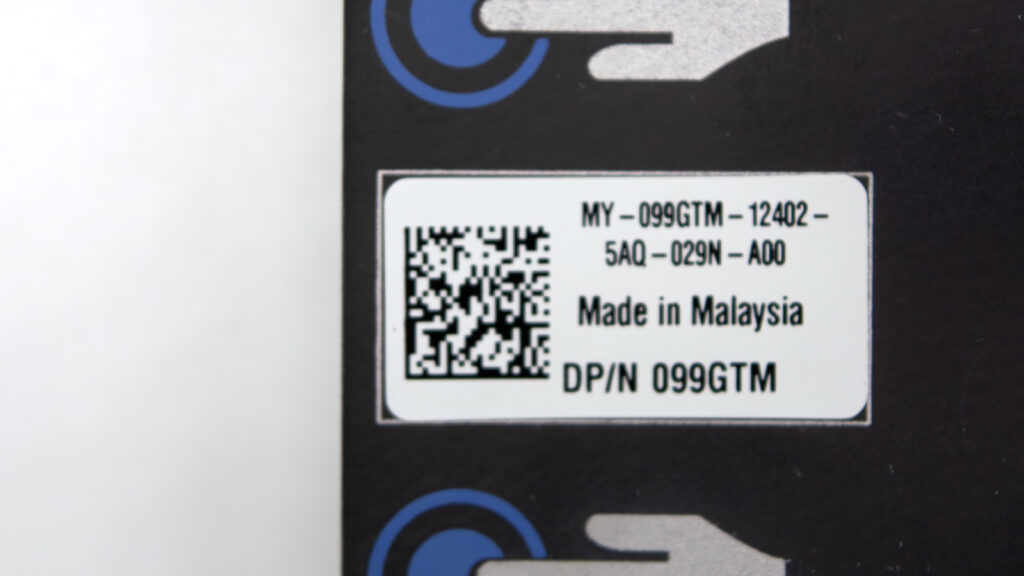 MY – 099GTM – 12402 –
5AQ – 029N – A00
Made in Malaysia
DP/N 099GTM